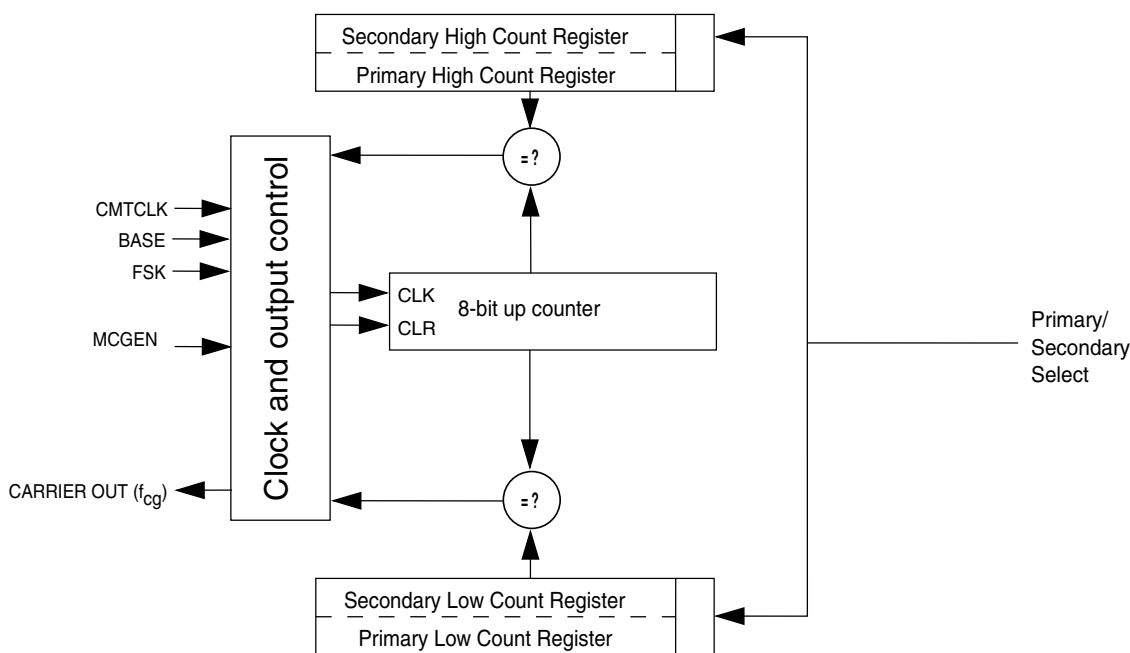 Secondary High Count Register
Primary High Count Register
=?
Clock and output control
CMTCLK
BASE
FSK
MCGEN
CLK
CLR
8-bit up counter
Primary/
Secondary
Select
CARRIER OUT (fcg)
=?
Secondary Low Count Register
Primary Low Count Register